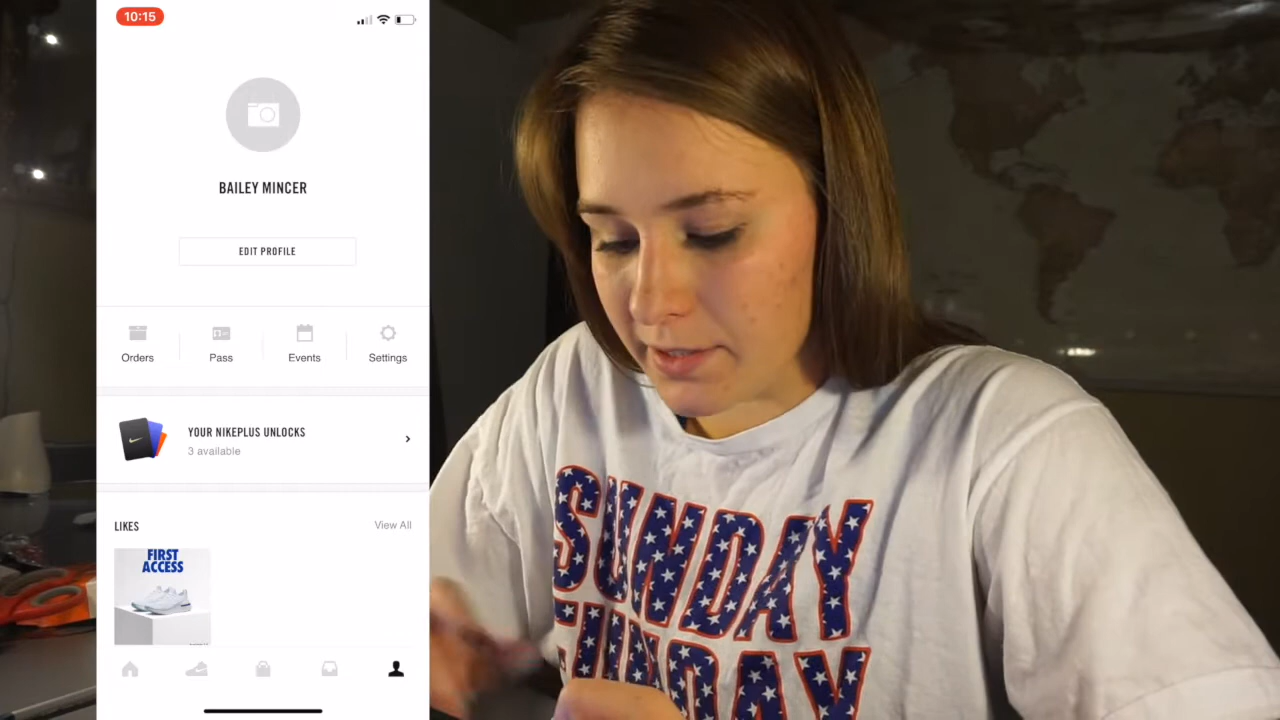 10:15
BAILEY MINCER
EDIT PROFILE
Orders
Pass
Events
Settings
YOUR NIKEPLUS UNLOCKS
3 available
LIKES
View All
FIRST
ACCESS
SUNDAY
FUNDAY